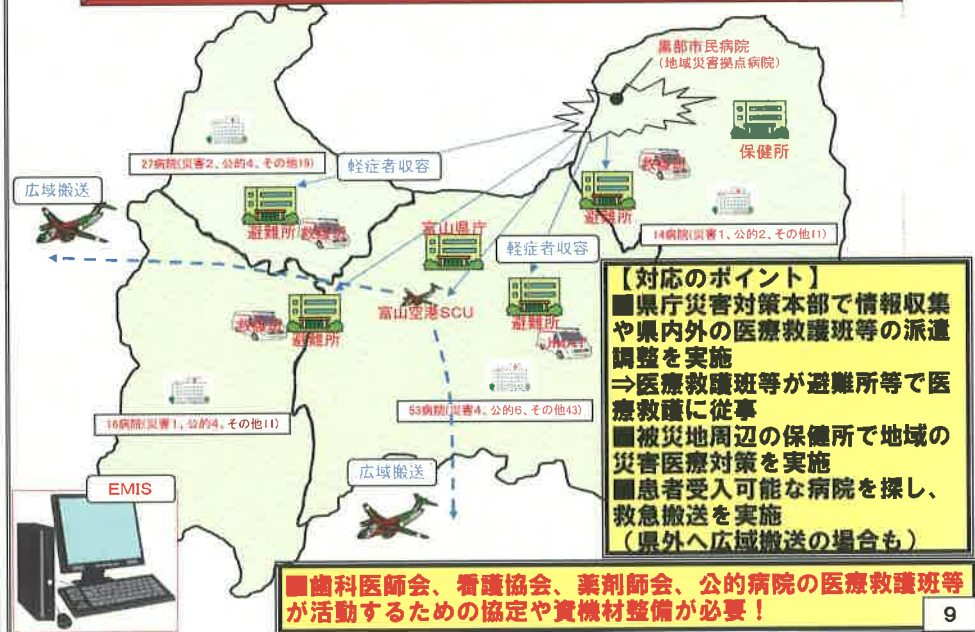 黒部市民病院
(地域災害拠点病院)
保健所
27病院(災害2、公的4、その他19)
軽症者収容
広域搬送
避難所
救護班
富山県庁
避難所
救護班
14病院(災害1、公的2、その他11)
軽症者収容
富山空港SCU
避難所
救護班
避難所
JMAT
16病院(災害1、公的4、その他11)
53病院(災害4、公的6、その他43)
広域搬送
EMIS
【対応のポイント】
■県庁災害対策本部で情報収集
や県内外の医療救護班等の派遣
調整を実施
⇒医療救護班等が避難所等で医
療救護に従事
■被災地周辺の保健所で地域の
災害医療対策を実施
■患者受入可能な病院を探し、
救急搬送を実施
(県外へ広域搬送の場合も)
■歯科医師会、看護協会、薬剤師会、公的病院の医療救護班等
が活動するための協定や資機材整備が必要!
9